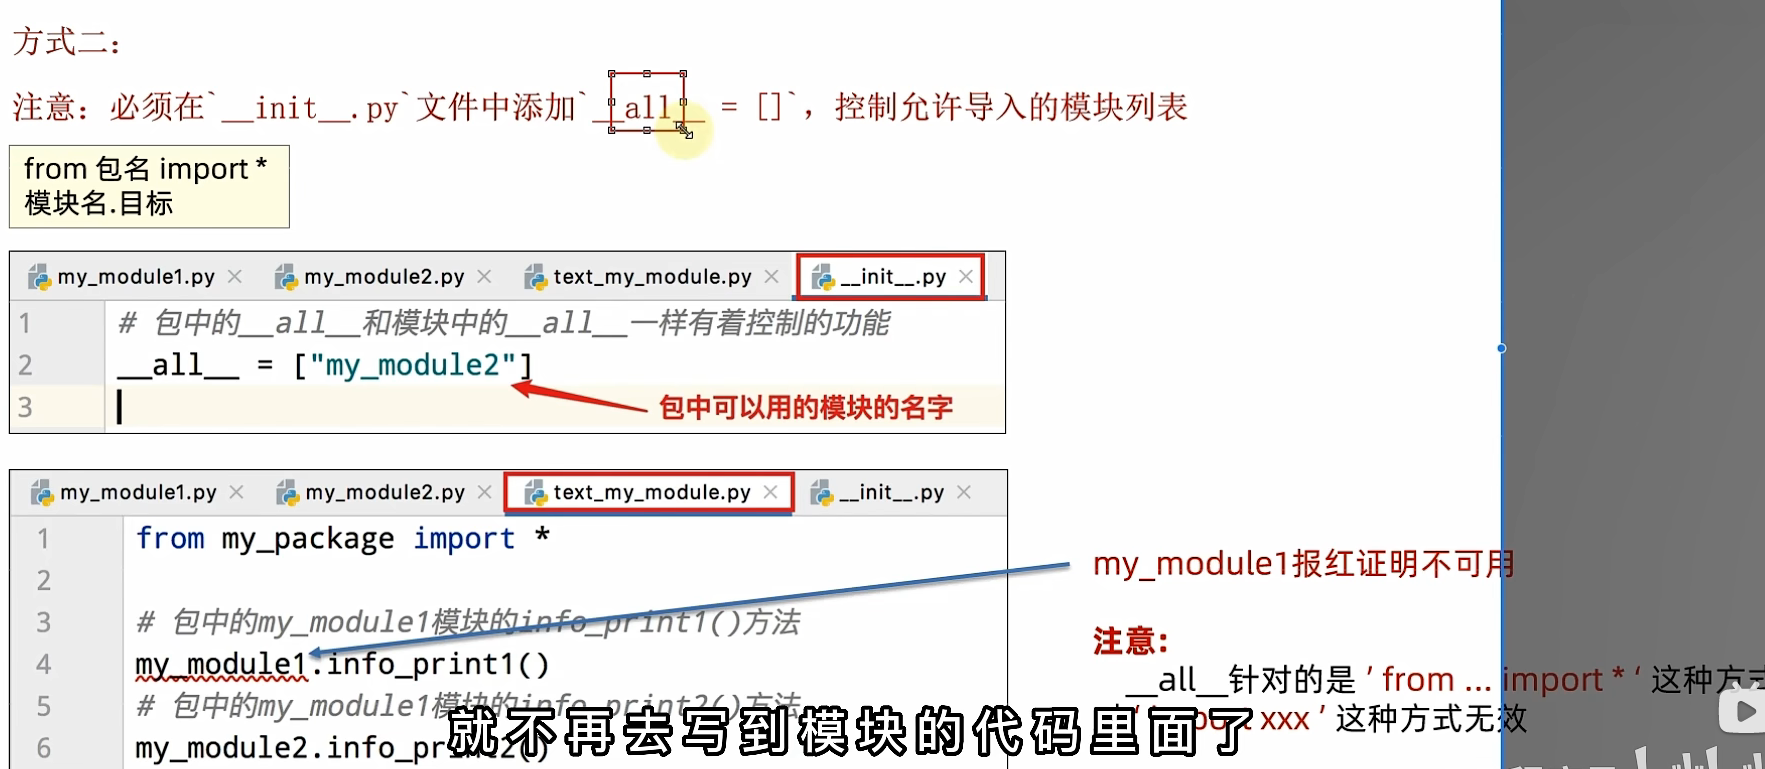 方式二：
注意：必须在`__init__.py`文件中添加`__all__ = []`，控制允许导入的模块列表
from 包名 import *
模块名.目标
my_module1.py my_module2.py text_my_module.py __init__.py
1 # 包中的__all__和模块中的__all__一样有着控制的功能
2 __all__ = ["my_module2"]
3
包中可以用的模块的名字
my_module1.py my_module2.py text_my_module.py __init__.py
1 from my_package import *
2
my_module1报红证明不可用
3 # 包中的my_module1模块的info_print1()方法
注意：
4 my_module1.info_print1()
__all__针对的是 ’ from ... import * ‘ 这种方式
5 # 包中的my_module1模块的info_print2()方法
xxx ’ 这种方式无效
就不再去写到模块的代码里面了
6 my_module2.info_print2()